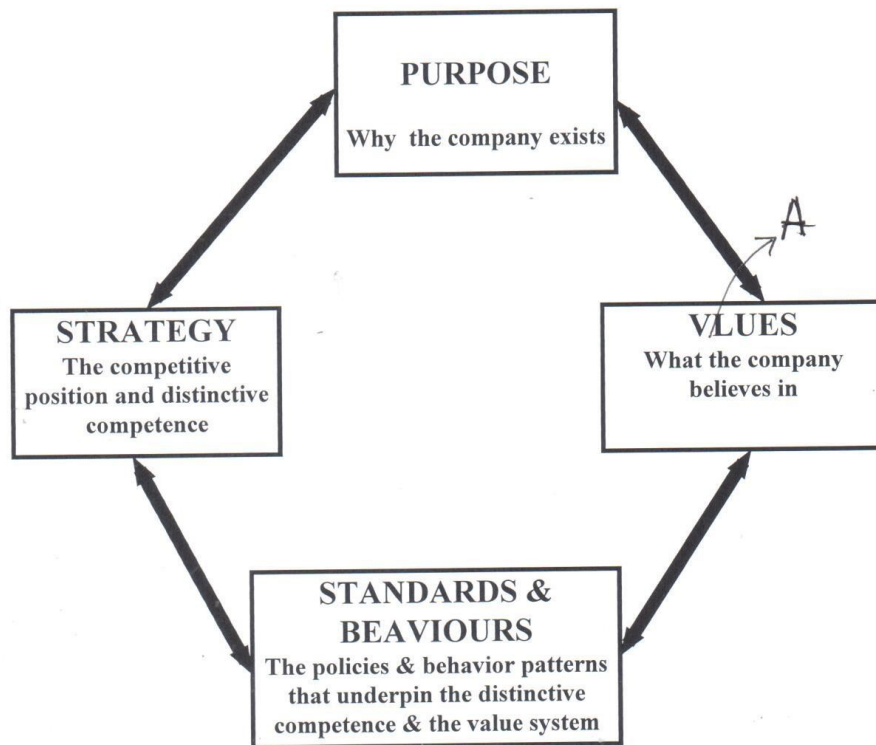 PURPOSE
Why the company exists
A
STRATEGY
The competitive
position and distinctive
competence
VLUES
What the company
believes in
STANDARDS &
BEAVIOURS
The policies & behavior patterns
that underpin the distinctive
competence & the value system